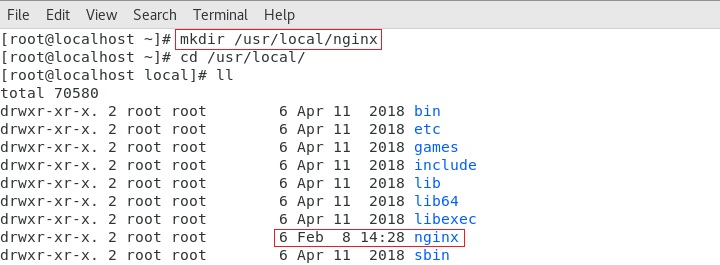 File Edit View Search Terminal Help
[root@localhost ~]# mkdir /usr/local/nginx
[root@localhost ~]# cd /usr/local/
[root@localhost local]# ll
total 70580
drwxr-xr-x. 2 root root        6 Apr 11  2018 bin
drwxr-xr-x. 2 root root        6 Apr 11  2018 etc
drwxr-xr-x. 2 root root        6 Apr 11  2018 games
drwxr-xr-x. 2 root root        6 Apr 11  2018 include
drwxr-xr-x. 2 root root        6 Apr 11  2018 lib
drwxr-xr-x. 2 root root        6 Apr 11  2018 lib64
drwxr-xr-x. 2 root root        6 Apr 11  2018 libexec
drwxr-xr-x. 2 root root        6 Feb  8 14:28 nginx
drwxr-xr-x. 2 root root        6 Apr 11  2018 sbin